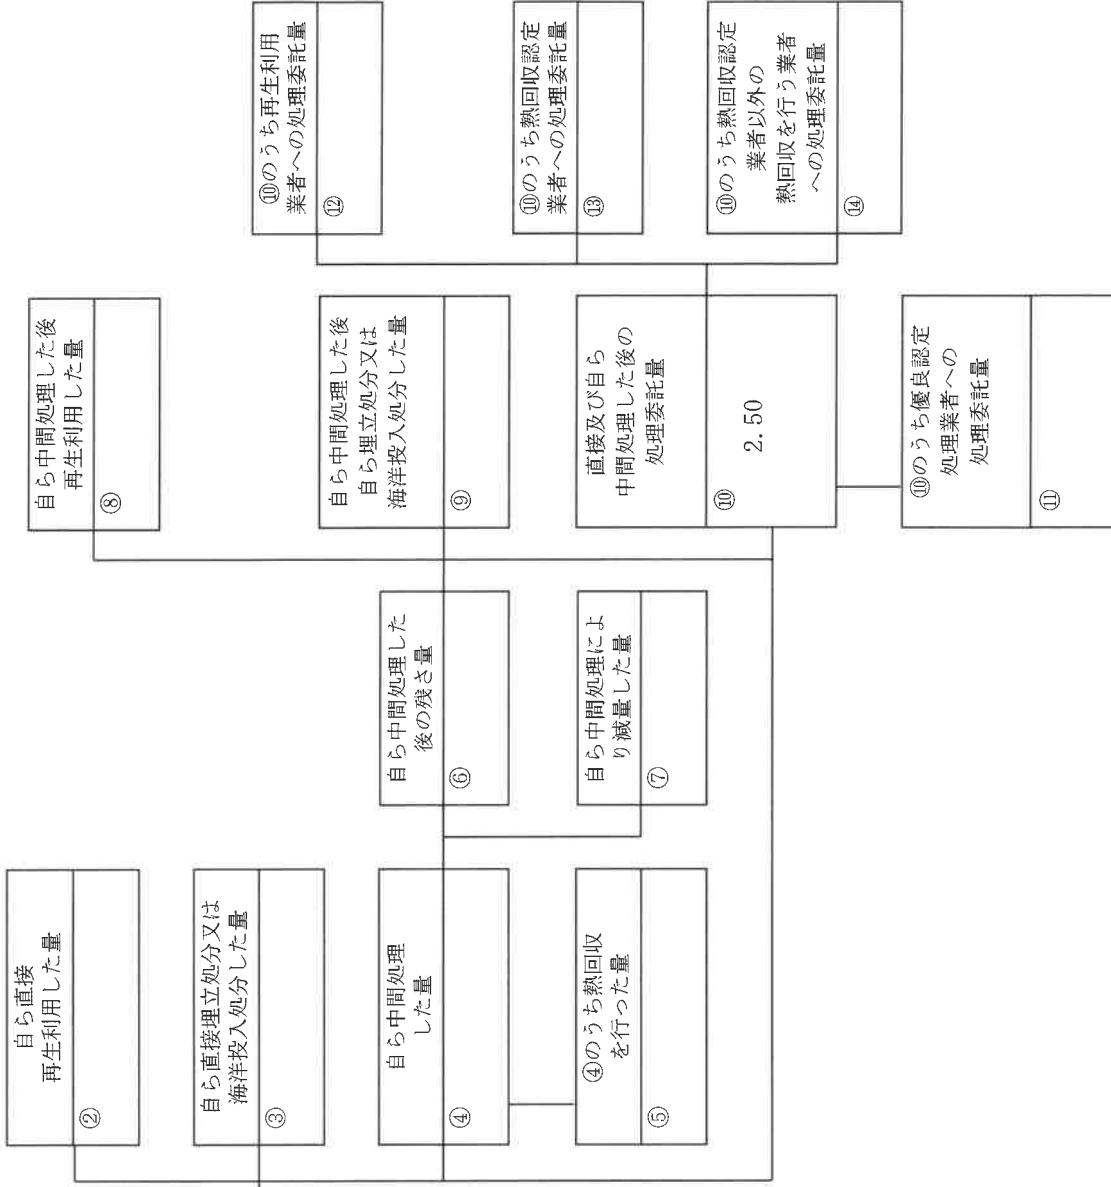 自ら直接
再生利用した量
②
自ら直接埋立処分又は
海洋投入処分した量
③
自ら中間処理
した量
④
④のうち熱回収
を行った量
⑤
自ら中間処理した
後の残さ量
⑥
自ら中間処理によ
り減量した量
⑦
自ら中間処理した後
再生利用した量
⑧
自ら中間処理した後
自ら埋立処分又は
海洋投入処分した量
⑨
直接及び自ら
中間処理した後の
処理委託量
⑩
2.50
⑩のうち優良認定
処理業者への
処理委託量
⑪
⑩のうち再生利用
業者への処理委託量
⑫
⑩のうち熱回収認定
業者への処理委託量
⑬
⑩のうち熱回収認定
業者以外の
熱回収を行う業者
への処理委託量
⑭